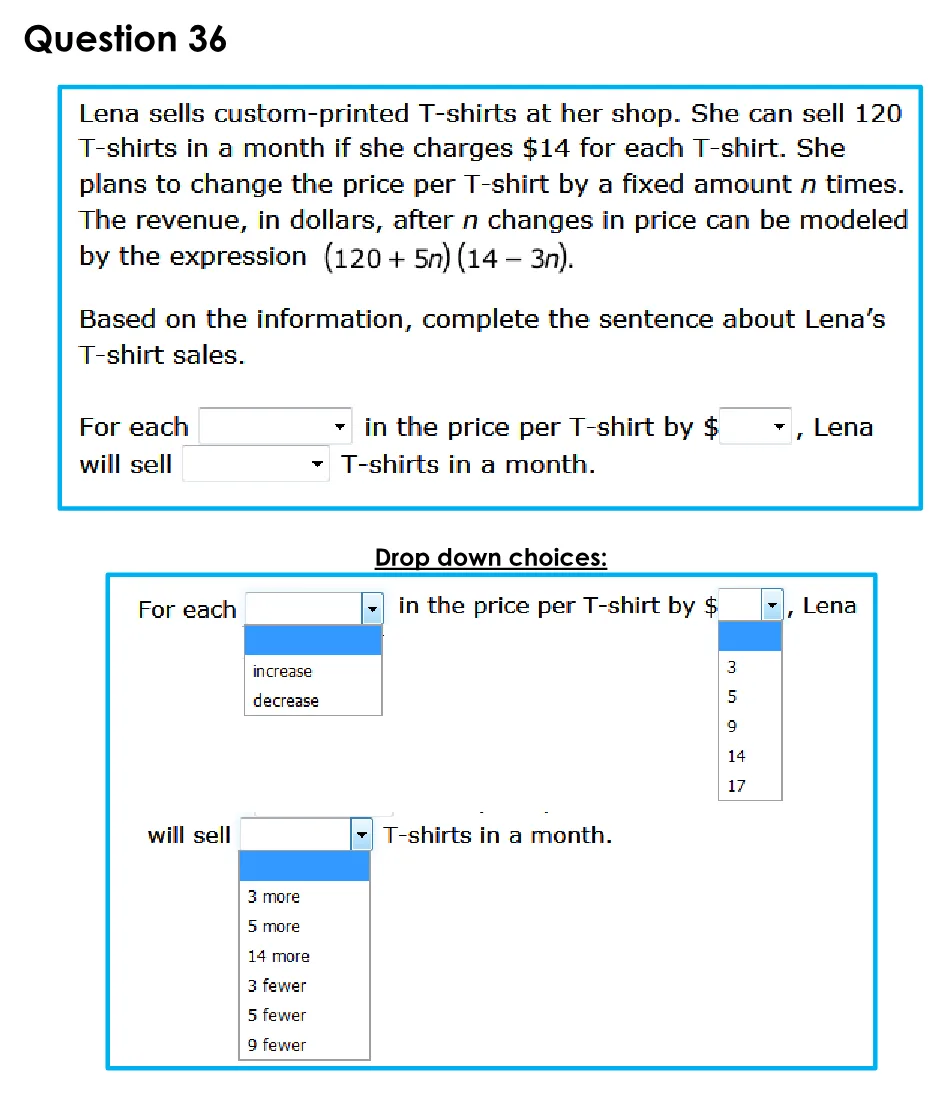 Question 36
Lena sells custom-printed T-shirts at her shop. She can sell 120
T-shirts in a month if she charges $14 for each T-shirt. She
plans to change the price per T-shirt by a fixed amount n times.
The revenue, in dollars, after n changes in price can be modeled
by the expression (120 + 5n)(14 – 3n).
Based on the information, complete the sentence about Lena's
T-shirt sales.
For each in the price per T-shirt by $ , Lena
will sell T-shirts in a month.
Drop down choices:
For each in the price per T-shirt by $ , Lena
increase
decrease
3
5
9
14
17
will sell T-shirts in a month.
3 more
5 more
14 more
3 fewer
5 fewer
9 fewer